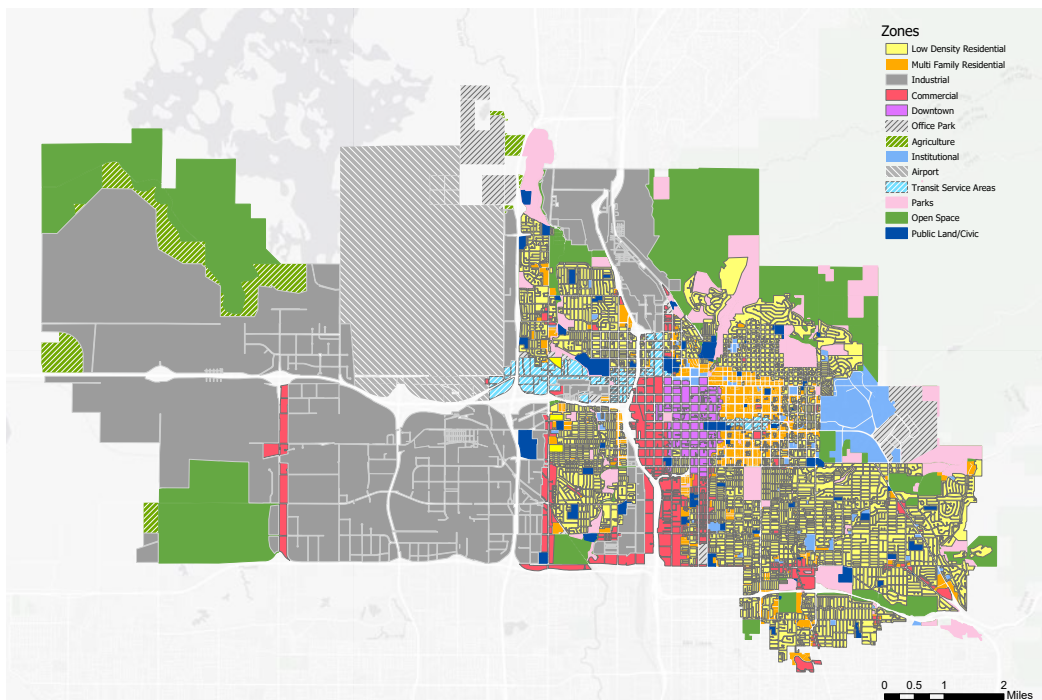 Zones
Low Density Residential
Multi Family Residential
Industrial
Commercial
Downtown
Office Park
Agriculture
Institutional
Airport
Transit Service Areas
Parks
Open Space
Public Land/Civic
0 0.5 1 2
Miles